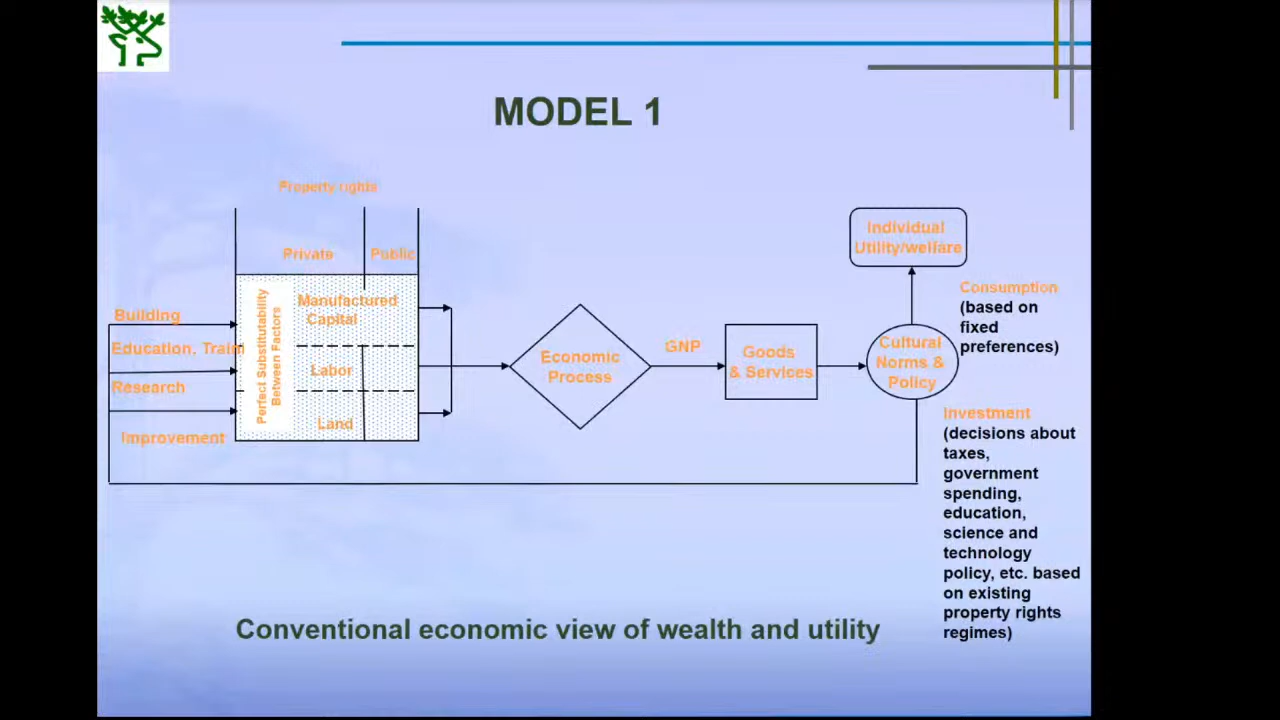 MODEL 1
Property rights
Private
Public
Manufactured
Capital
Labor
Land
Perfect Substitutability
Between Factors
Building
Education. Traini
Research
Improvement
Economic
Process
GNP
Goods
& Services
Individual
Utility/welfare
Cultural
Norms &
Policy
Consumption
(based on
fixed
preferences)
Investment
(decisions about
taxes,
government
spending,
education,
science and
technology
policy, etc. based
on existing
property rights
regimes)
Conventional economic view of wealth and utility